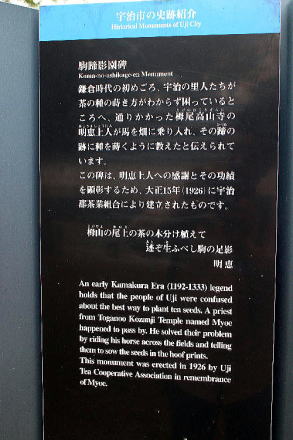 宇治市の史跡紹介
Historical Monuments of Uji City
駒蹄影園碑
Koma-no-ashikage-en Monument
鎌倉時代の初めごろ、宇治の里人たちが
茶の種の蒔き方がわからず困っていると
ころへ、通りかかった栂尾高山寺の
明恵上人が馬を畑に乗り入れ、その蹄の
跡に種を蒔くように教えたと伝えられて
います。
この碑は、明恵上人への感謝とその功績
を顕彰するため、大正15年(1926)に宇治
郡茶業組合により建立されたものです。
栂山の尾上の茶の木分け植えて
迹ぞ生ふべし駒の足影
明恵
An early Kamakura Era (1192-1333) legend
holds that the people of Uji were confused
about the best way to plant tea seeds. A priest
from Toganoo Kozanji Temple named Myoe
happened to pass by. He solved their problem
by riding his horse across the fields and telling
them to sow the seeds in the hoof prints.
This monument was erected in 1926 by Uji
Tea Cooperative Association in remembrance
of Myoe.